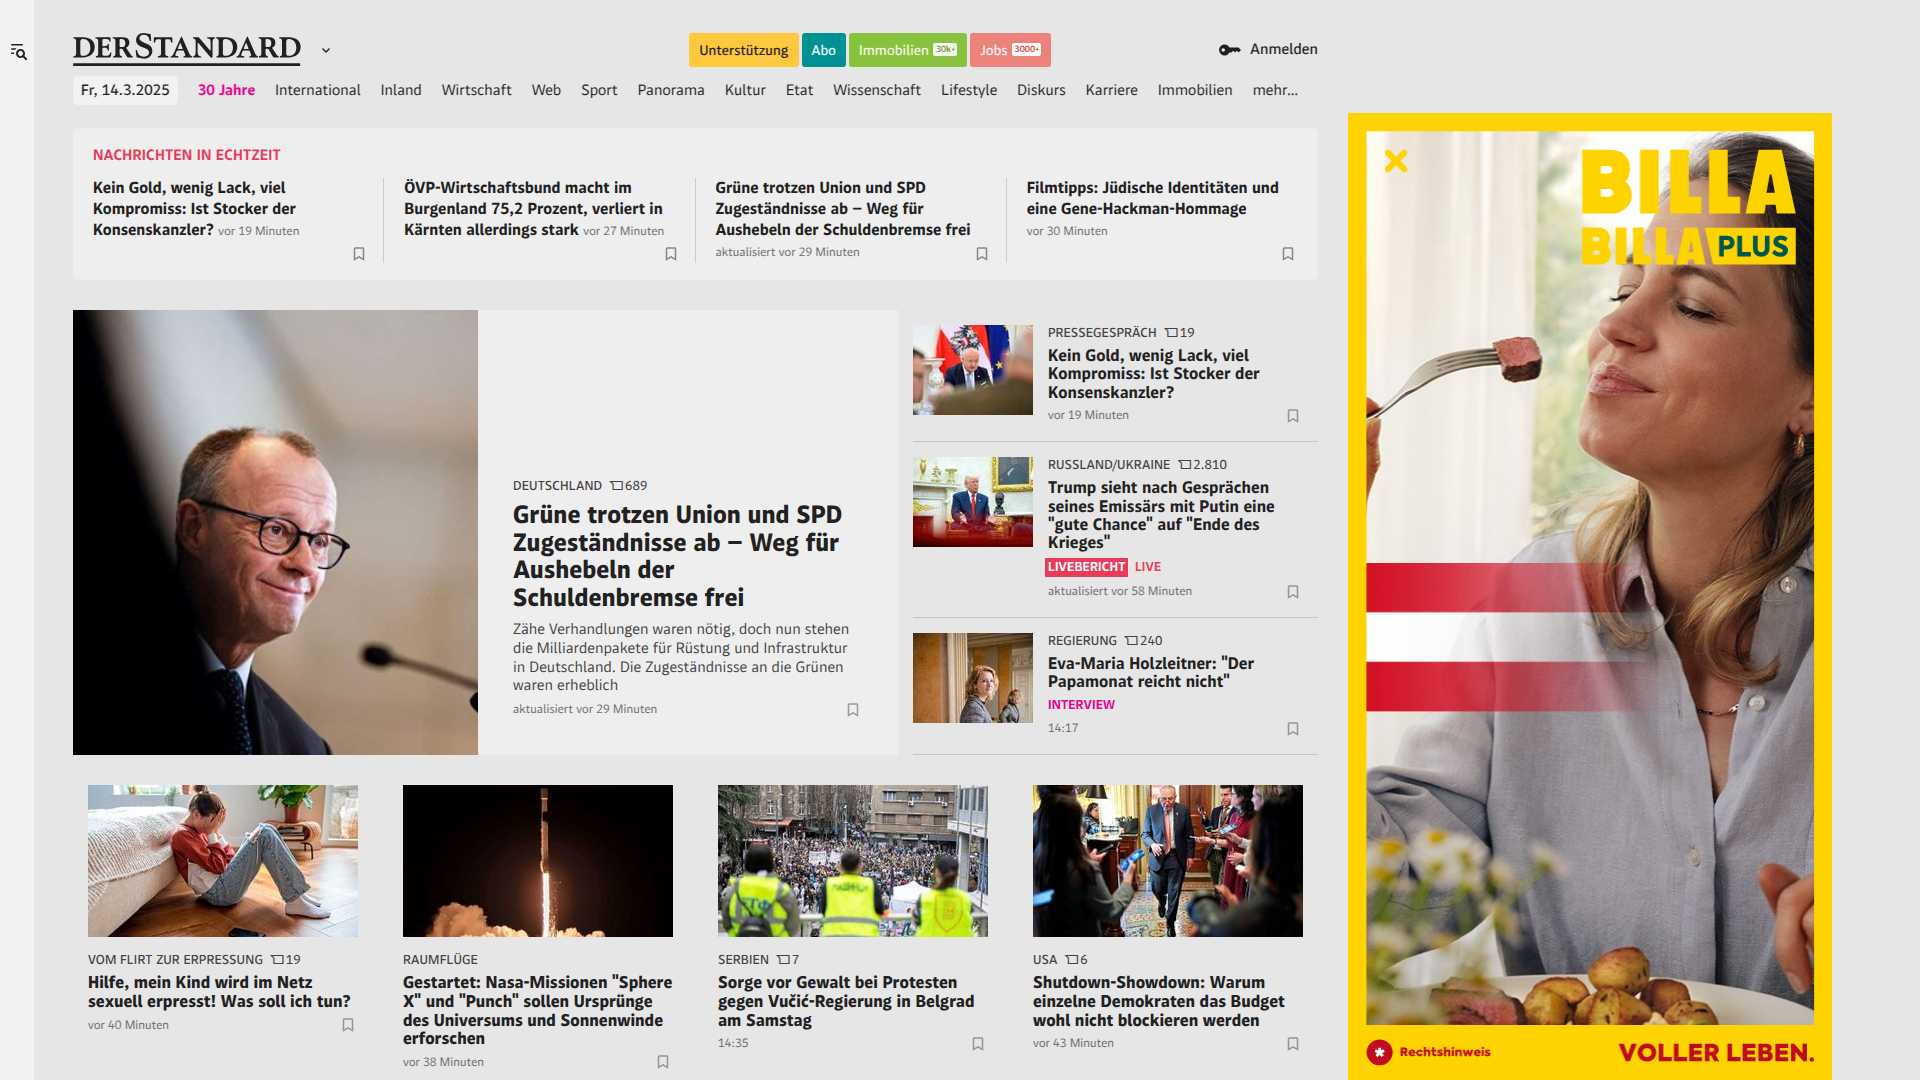 DERSTANDARD
Unterstützung
Abo
Immobilien 30k+
Jobs 3000+
Anmelden
Fr, 14.3.2025
30 Jahre
International
Inland
Wirtschaft
Web
Sport
Panorama
Kultur
Etat
Wissenschaft
Lifestyle
Diskurs
Karriere
Immobilien
mehr...
NACHRICHTEN IN ECHTZEIT
Kein Gold, wenig Lack, viel
Kompromiss: Ist Stocker der
Konsenskanzler? vor 19 Minuten
ÖVP-Wirtschaftsbund macht im
Burgenland 75,2 Prozent, verliert in
Kärnten allerdings stark vor 27 Minuten
Grüne trotzen Union und SPD
Zugeständnisse ab – Weg für
Aushebeln der Schuldenbremse frei
aktualisiert vor 29 Minuten
Filmtipps: Jüdische Identitäten und
eine Gene-Hackman-Hommage
vor 30 Minuten
DEUTSCHLAND 689
Grüne trotzen Union und SPD
Zugeständnisse ab – Weg für
Aushebeln der
Schuldenbremse frei
Zähe Verhandlungen waren nötig, doch nun stehen
die Milliardenpakete für Rüstung und Infrastruktur
in Deutschland. Die Zugeständnisse an die Grünen
waren erheblich
aktualisiert vor 29 Minuten
PRESSEGESPRÄCH 19
Kein Gold, wenig Lack, viel
Kompromiss: Ist Stocker der
Konsenskanzler?
vor 19 Minuten
RUSSLAND/UKRAINE 2.810
Trump sieht nach Gesprächen
seines Emissärs mit Putin eine
"gute Chance" auf "Ende des
Krieges"
LIVEBERICHT LIVE
aktualisiert vor 58 Minuten
REGIERUNG 240
Eva-Maria Holzleitner: "Der
Papamonat reicht nicht"
INTERVIEW
14:17
VOM FLIRT ZUR ERPRESSUNG 19
Hilfe, mein Kind wird im Netz
sexuell erpresst! Was soll ich tun?
vor 40 Minuten
RAUMFLÜGE
Gestartet: Nasa-Missionen "Sphere
X" und "Punch" sollen Ursprünge
des Universums und Sonnenwinde
erforschen
vor 38 Minuten
SERBIEN 7
Sorge vor Gewalt bei Protesten
gegen Vučić-Regierung in Belgrad
am Samstag
14:35
USA 6
Shutdown-Showdown: Warum
einzelne Demokraten das Budget
wohl nicht blockieren werden
vor 43 Minuten
BILLA
BILLA PLUS
Rechtshinweis
VOLLER LEBEN.